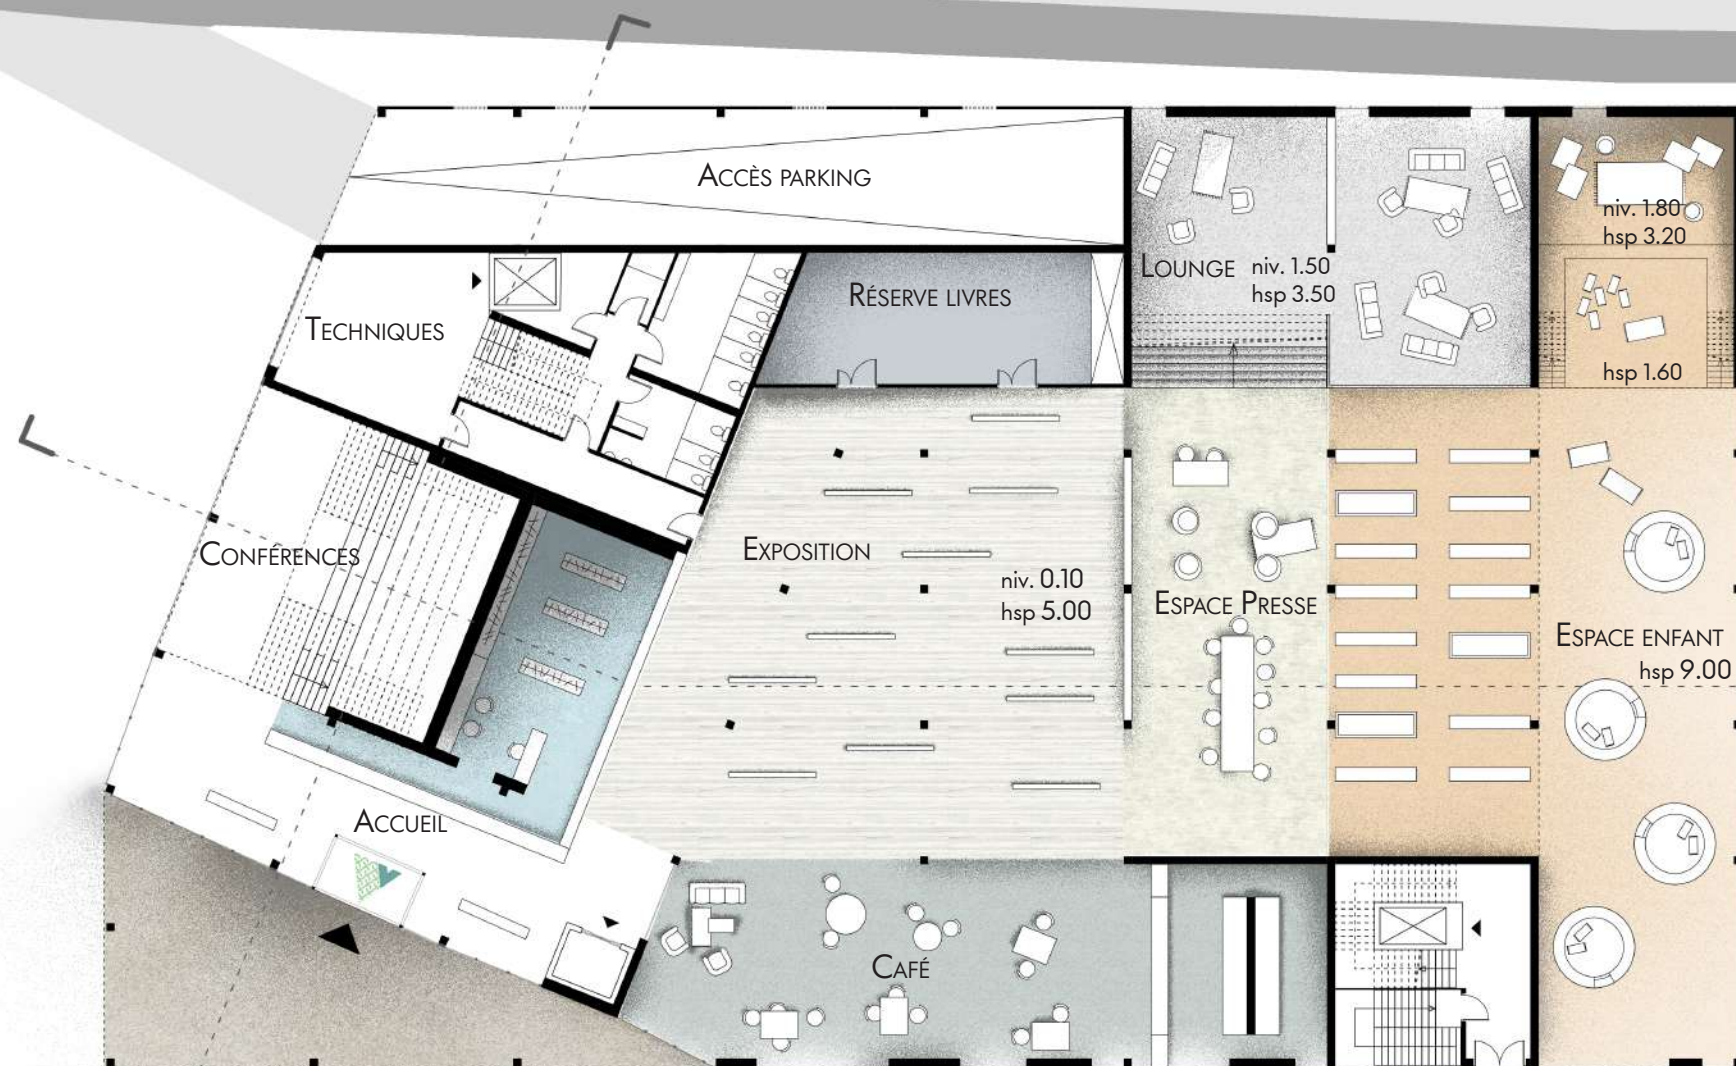 Accès parking
niv. 1.80
hsp 3.20
Lounge niv. 1.50
hsp 3.50
Réserve livres
Techniques
hsp 1.60
Conférences
Exposition
niv. 0.10
hsp 5.00
Espace Presse
Espace enfant
hsp 9.00
Accueil
Café